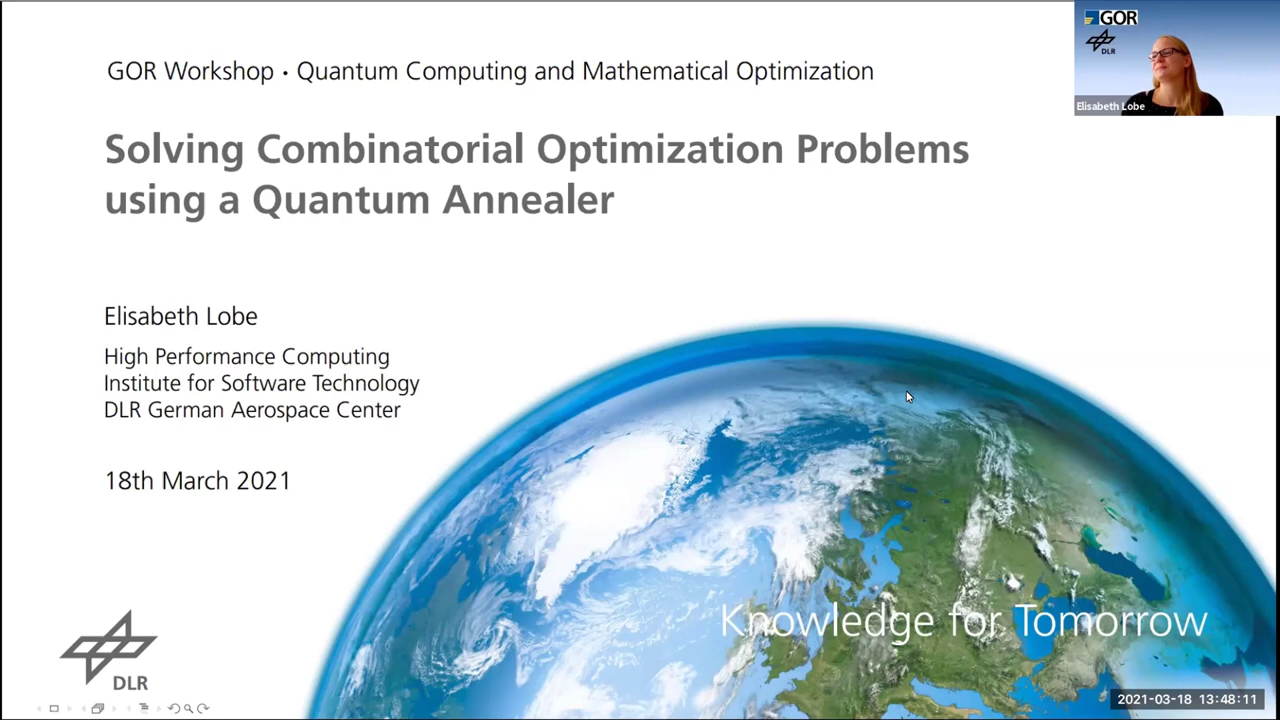 GOR Workshop • Quantum Computing and Mathematical Optimization
GOR
DLR
Elisabeth Lobe
Solving Combinatorial Optimization Problems
using a Quantum Annealer
Elisabeth Lobe
High Performance Computing
Institute for Software Technology
DLR German Aerospace Center
18th March 2021
Knowledge for Tomorrow
DLR
2021-03-18 13:48:11